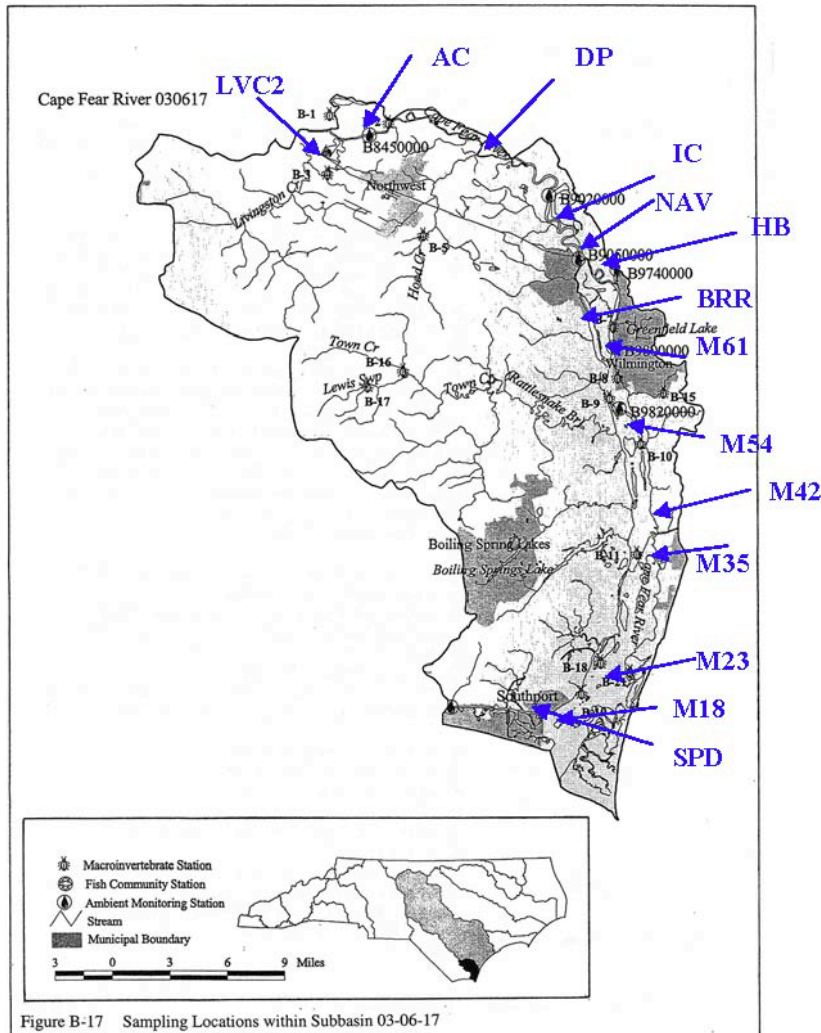 AC
DP
LVC2
Cape Fear River 030617
B-1
B8450000
IC
B-3
Northwest
B9020000
NAV
Livingston Cr
HB
B-5
B9050000
B9740000
Hood Cr
BRR
Greenfield Lake
M61
Town Cr
B-16
Wilmington
Lewis Swp
B-8
B-17
Town Cr
Rattlesnake Br
B-15
B-9
B9820000
M54
B-10
M42
Boiling Spring Lakes
B-11
M35
Boiling Springs Lake
Cape Fear River
M23
B-18
Southport
M18
SPD
Macroinvertebrate Station
Fish Community Station
Ambient Monitoring Station
Stream
Municipal Boundary
3 0 3 6 9 Miles
Figure B-17 Sampling Locations within Subbasin 03-06-17